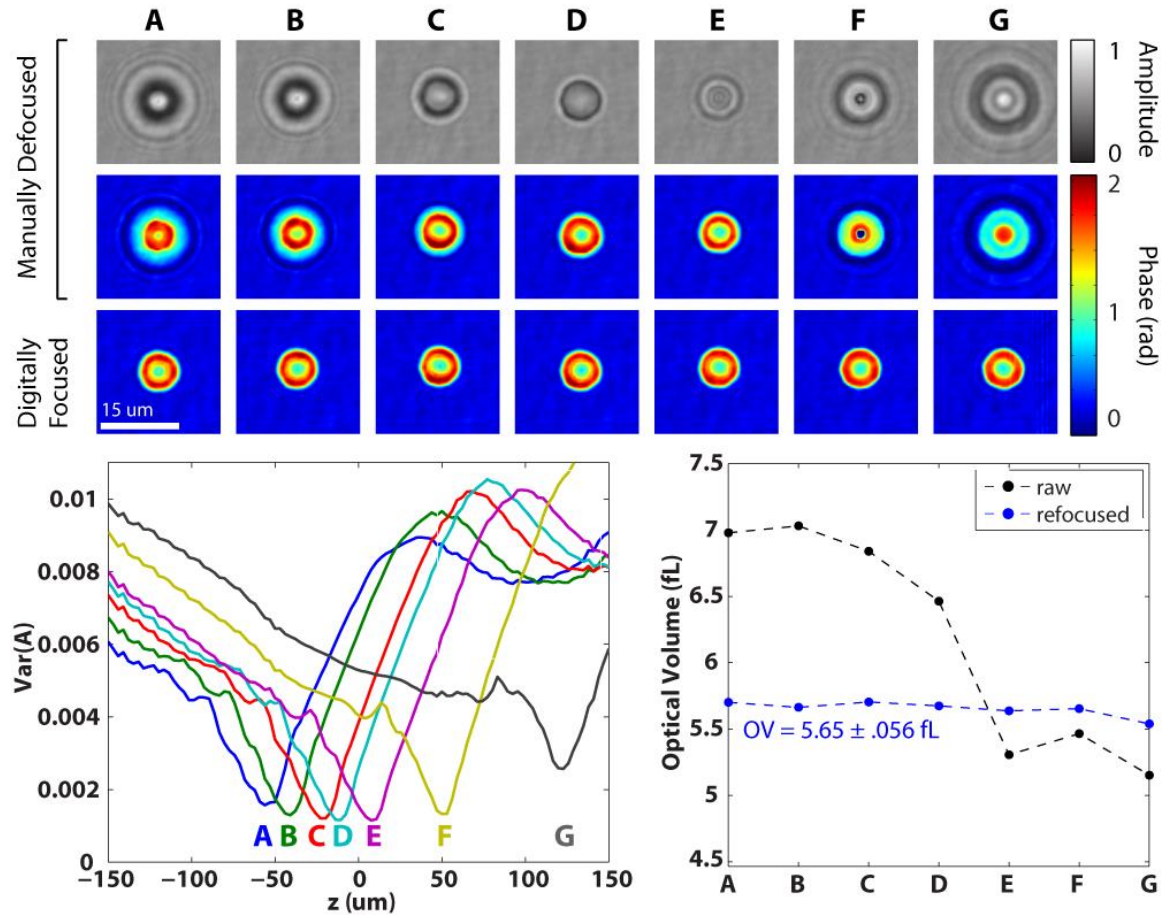 A B C D E F G
Manually Defocused
Digitally
Focused
15 um
1
Amplitude
0
2
Phase (rad)
1
0
0.01
0.008
0.006
0.004
0.002
0
Var(A)
A B C D E F G
−150 −100 −50 0 50 100 150
z (um)
7.5
7
6.5
6
5.5
5
4.5
Optical Volume (fL)
raw
refocused
OV = 5.65 ± .056 fL
A B C D E F G